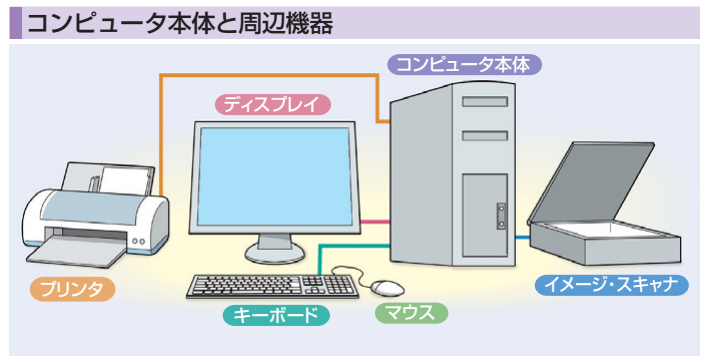 コンピュータ本体と周辺機器
コンピュータ本体
ディスプレイ
プリンタ
イメージ・スキャナ
キーボード
マウス